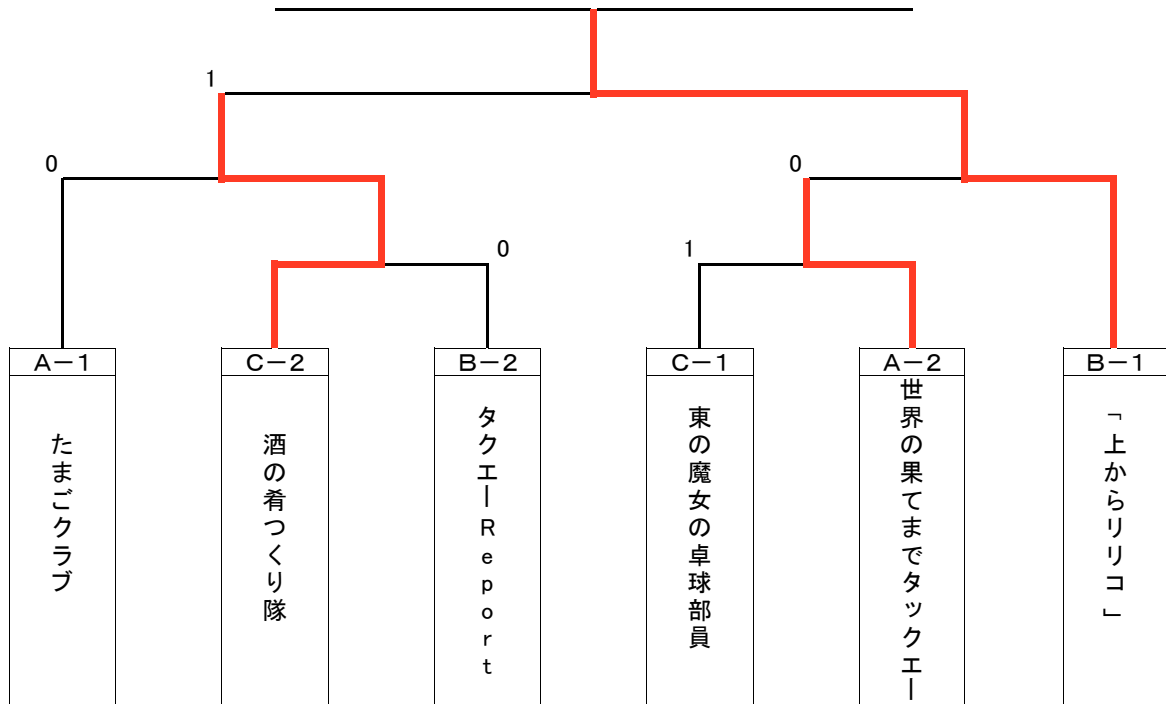 1
0
0
0
1
A-1
C-2
B-2
C-1
A-2
B-1
たまごクラブ
酒の肴つくり隊
タクエーReport
東の魔女の卓球部員
世界の果てまでタックエー
「上からリリコ」